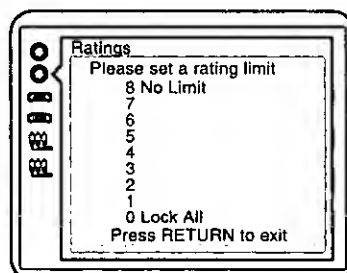 Ratings
Please set a rating limit
8 No Limit
7
6
5
4
3
2
1
0 Lock All
Press RETURN to exit